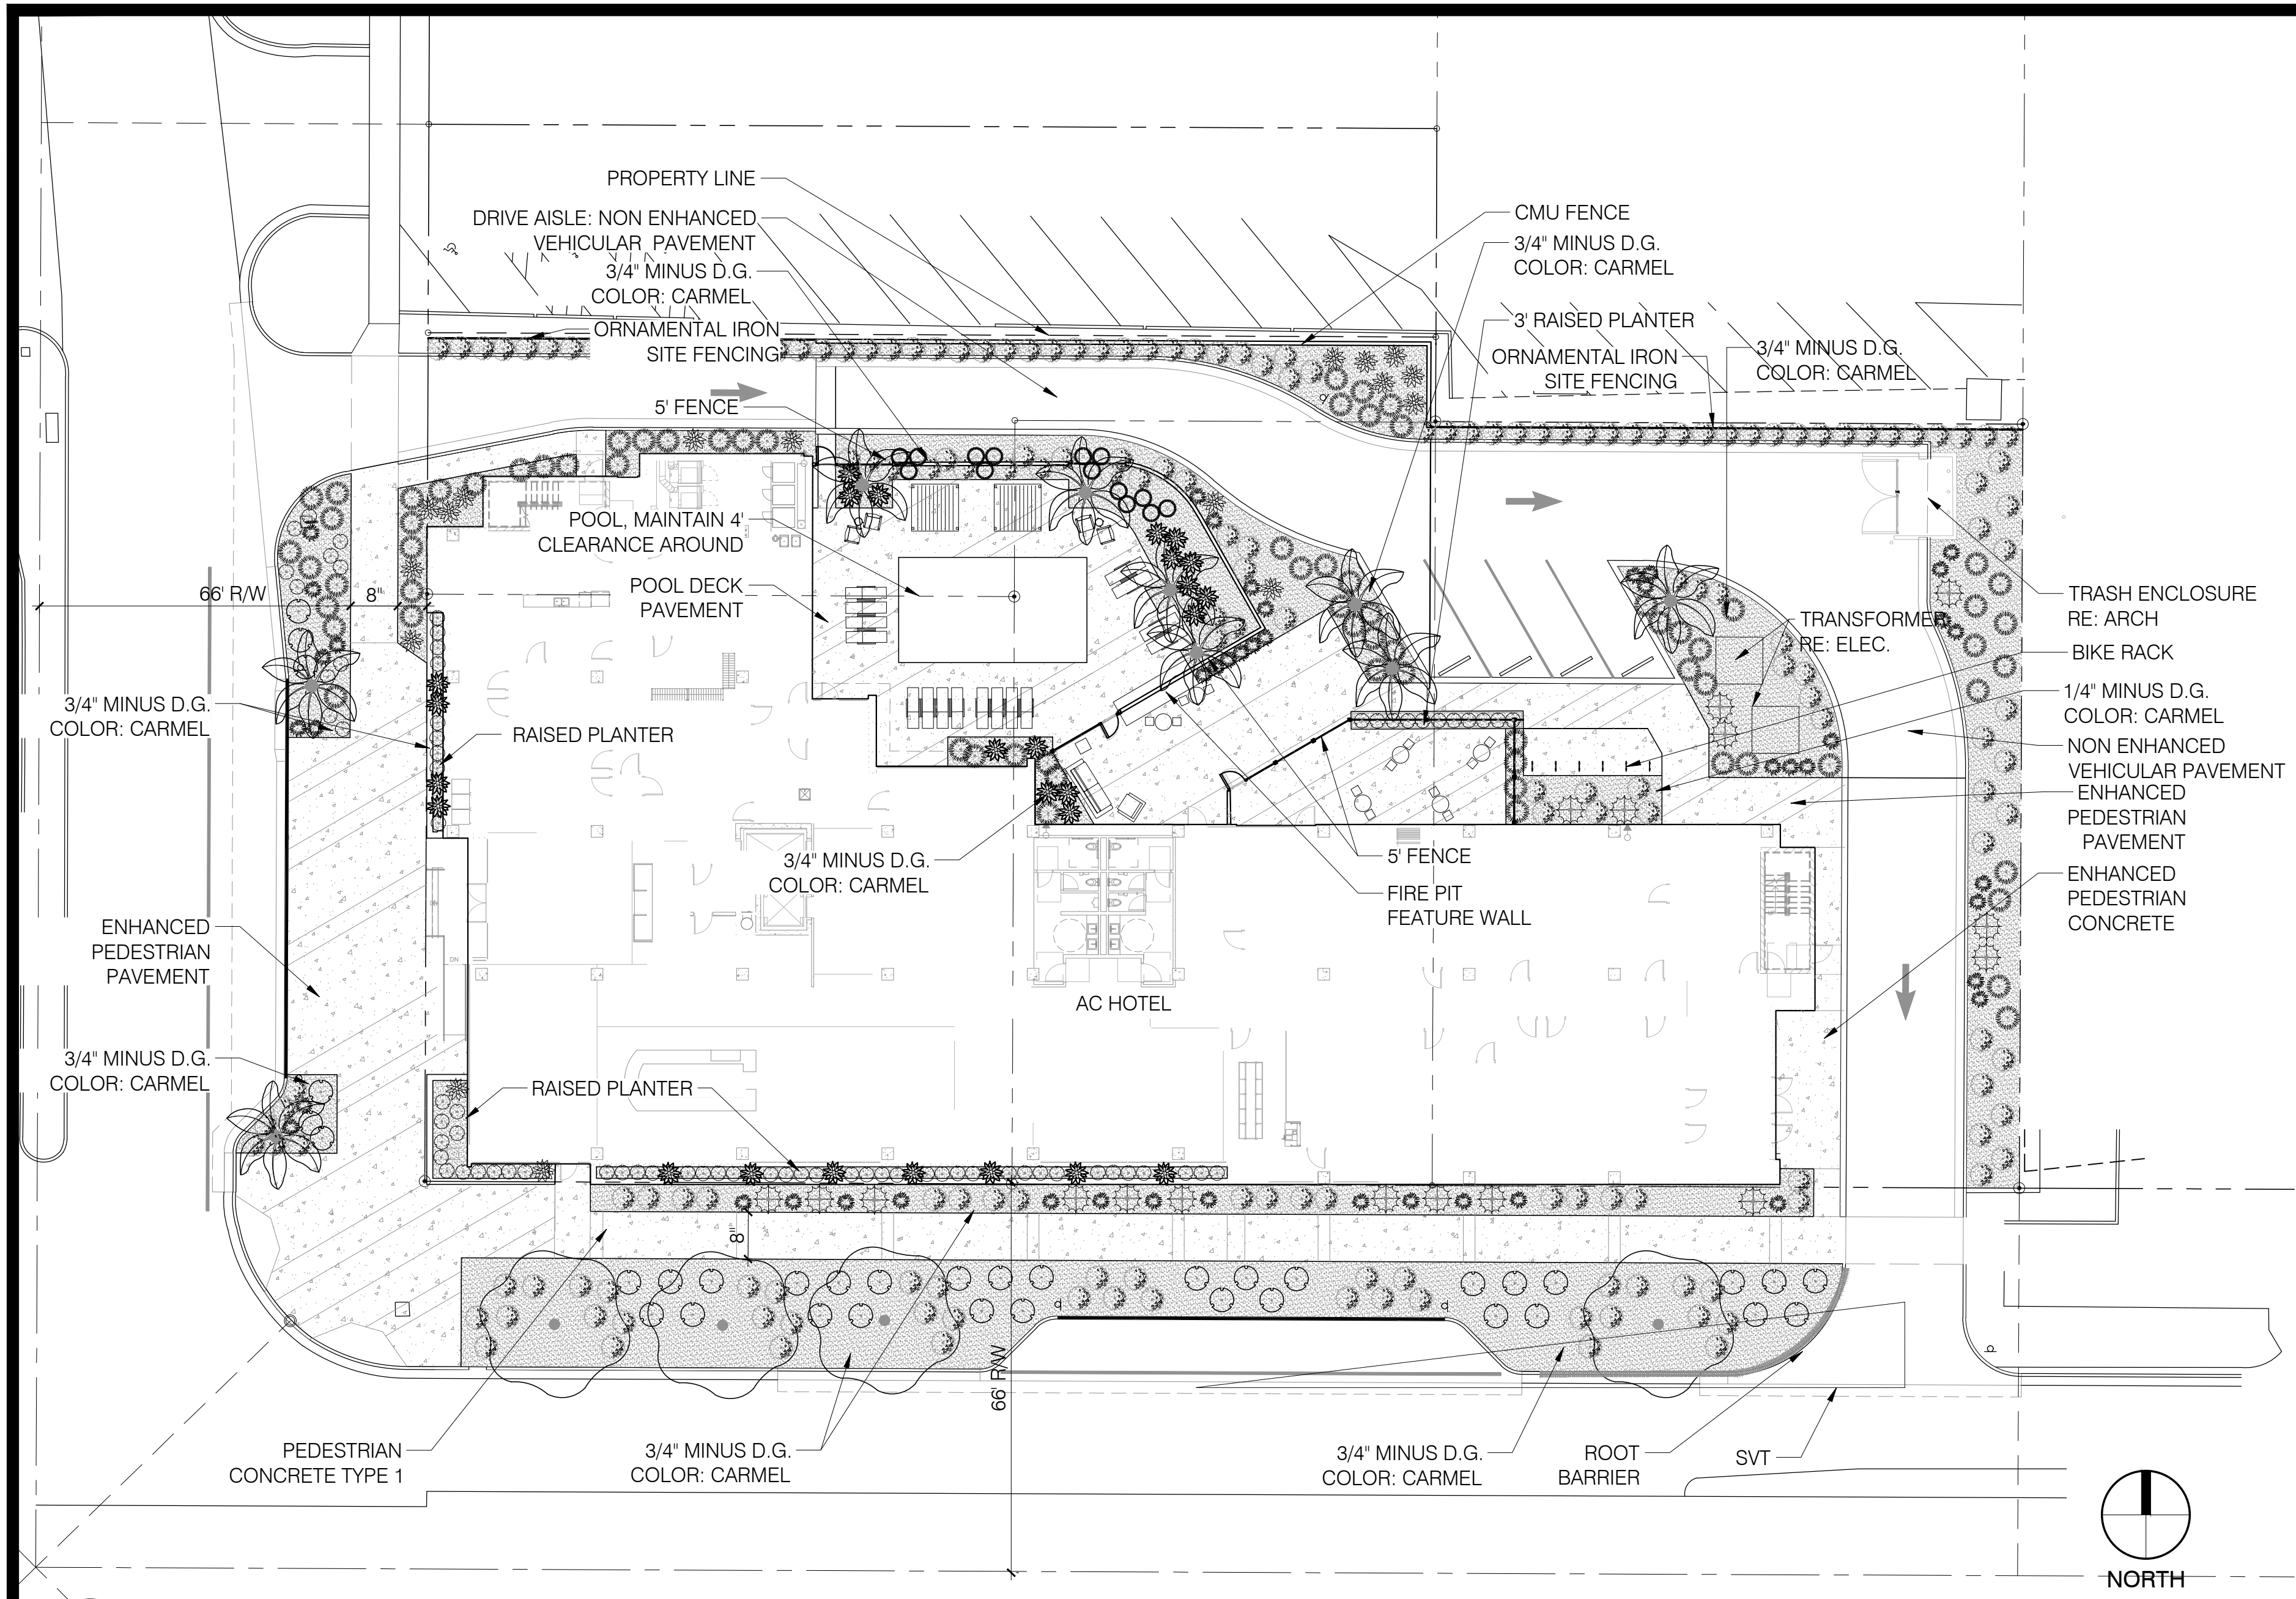 PROPERTY LINE
DRIVE AISLE: NON ENHANCED
VEHICULAR PAVEMENT
3/4" MINUS D.G.
COLOR: CARMEL
ORNAMENTAL IRON
SITE FENCING
5' FENCE
CMU FENCE
3/4" MINUS D.G.
COLOR: CARMEL
3' RAISED PLANTER
ORNAMENTAL IRON
SITE FENCING
3/4" MINUS D.G.
COLOR: CARMEL
POOL, MAINTAIN 4'
CLEARANCE AROUND
POOL DECK
PAVEMENT
66' R/W
8"
3/4" MINUS D.G.
COLOR: CARMEL
RAISED PLANTER
TRANSFORMER
RE: ELEC.
TRASH ENCLOSURE
RE: ARCH
BIKE RACK
1/4" MINUS D.G.
COLOR: CARMEL
NON ENHANCED
VEHICULAR PAVEMENT
ENHANCED
PEDESTRIAN
PAVEMENT
ENHANCED
PEDESTRIAN
CONCRETE
3/4" MINUS D.G.
COLOR: CARMEL
5' FENCE
FIRE PIT
FEATURE WALL
ENHANCED
PEDESTRIAN
PAVEMENT
DN
AC HOTEL
3/4" MINUS D.G.
COLOR: CARMEL
RAISED PLANTER
8"
66' R/W
PEDESTRIAN
CONCRETE TYPE 1
3/4" MINUS D.G.
COLOR: CARMEL
3/4" MINUS D.G.
COLOR: CARMEL
ROOT
BARRIER
SVT
NORTH